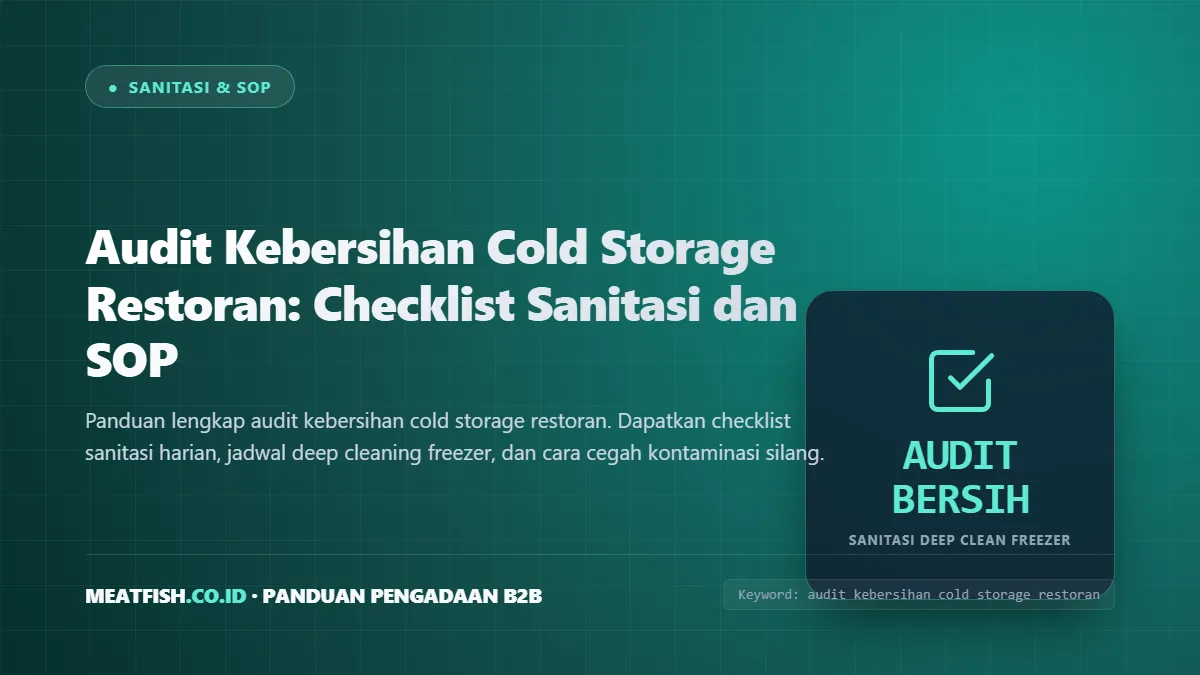 SANITASI & SOP
Audit Kebersihan Cold Storage
Restoran: Checklist Sanitasi dan
SOP
Panduan lengkap audit kebersihan cold storage restoran. Dapatkan checklist
sanitasi harian, jadwal deep cleaning freezer, dan cara cegah kontaminasi silang.
AUDIT
BERSIH
SANITASI DEEP CLEAN FREEZER
MEATFISH.CO.ID · PANDUAN PENGADAAN B2B
Keyword: audit kebersihan cold storage restoran